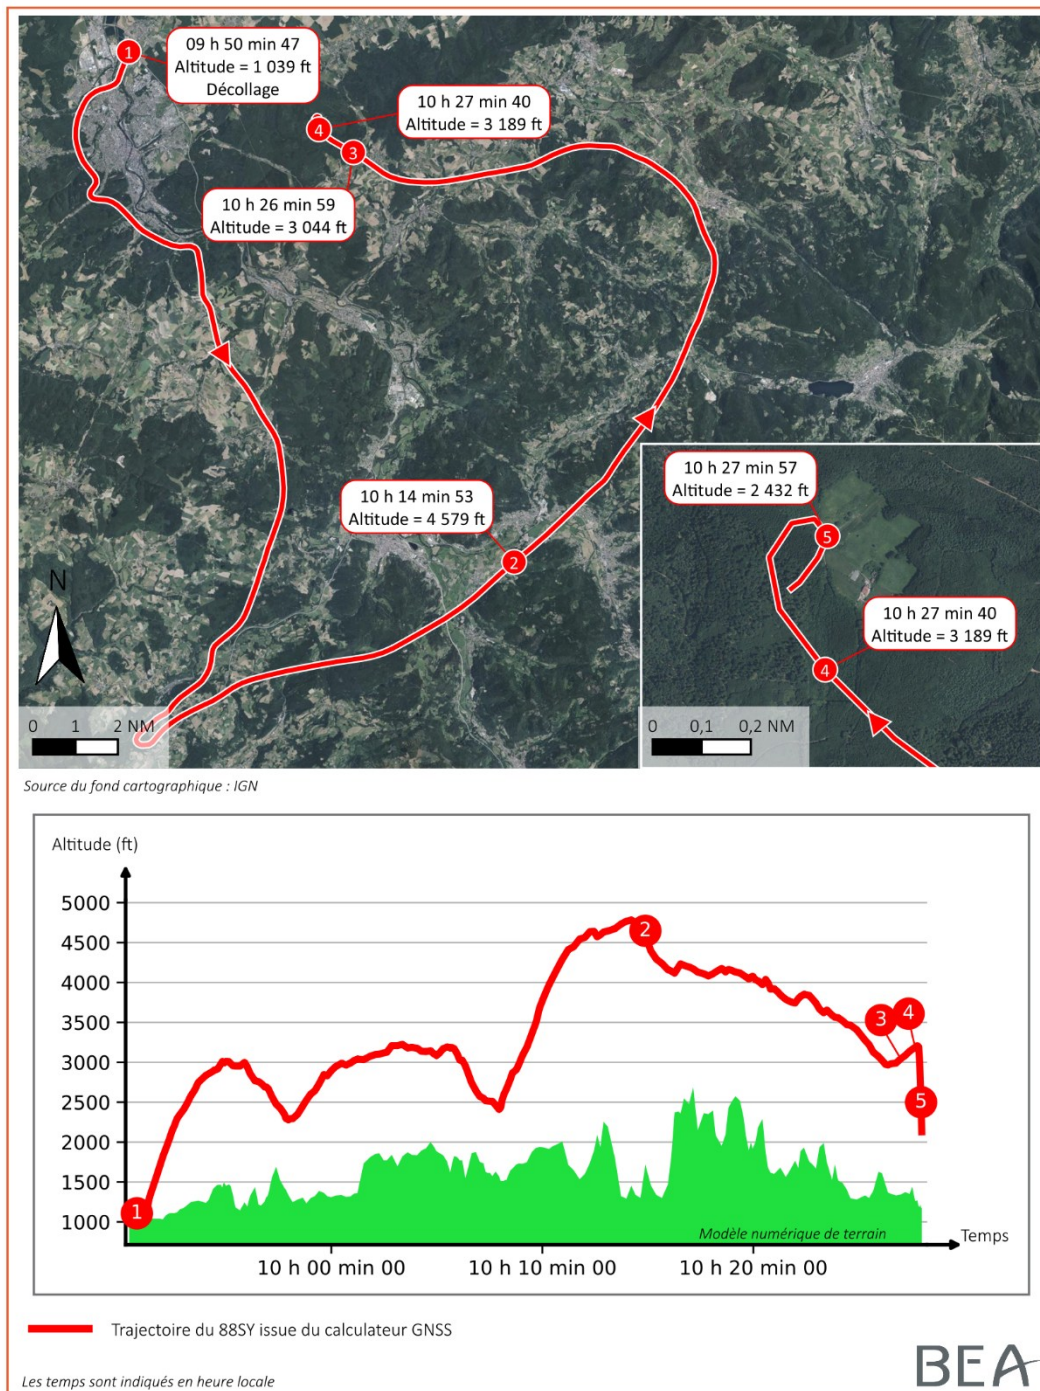 1
09 h 50 min 47
Altitude = 1 039 ft
Décollage
10 h 27 min 40
Altitude = 3 189 ft
4
3
10 h 26 min 59
Altitude = 3 044 ft
10 h 14 min 53
Altitude = 4 579 ft
2
N
0 1 2 NM
10 h 27 min 57
Altitude = 2 432 ft
5
10 h 27 min 40
Altitude = 3 189 ft
4
0 0,1 0,2 NM
Source du fond cartographique : IGN
Altitude (ft)
5000
4500
4000
3500
3000
2500
2000
1500
1000
1
2
3
4
5
Modèle numérique de terrain
Temps
10 h 00 min 00 10 h 10 min 00 10 h 20 min 00
Trajectoire du 88SY issue du calculateur GNSS
Les temps sont indiqués en heure locale
BEA